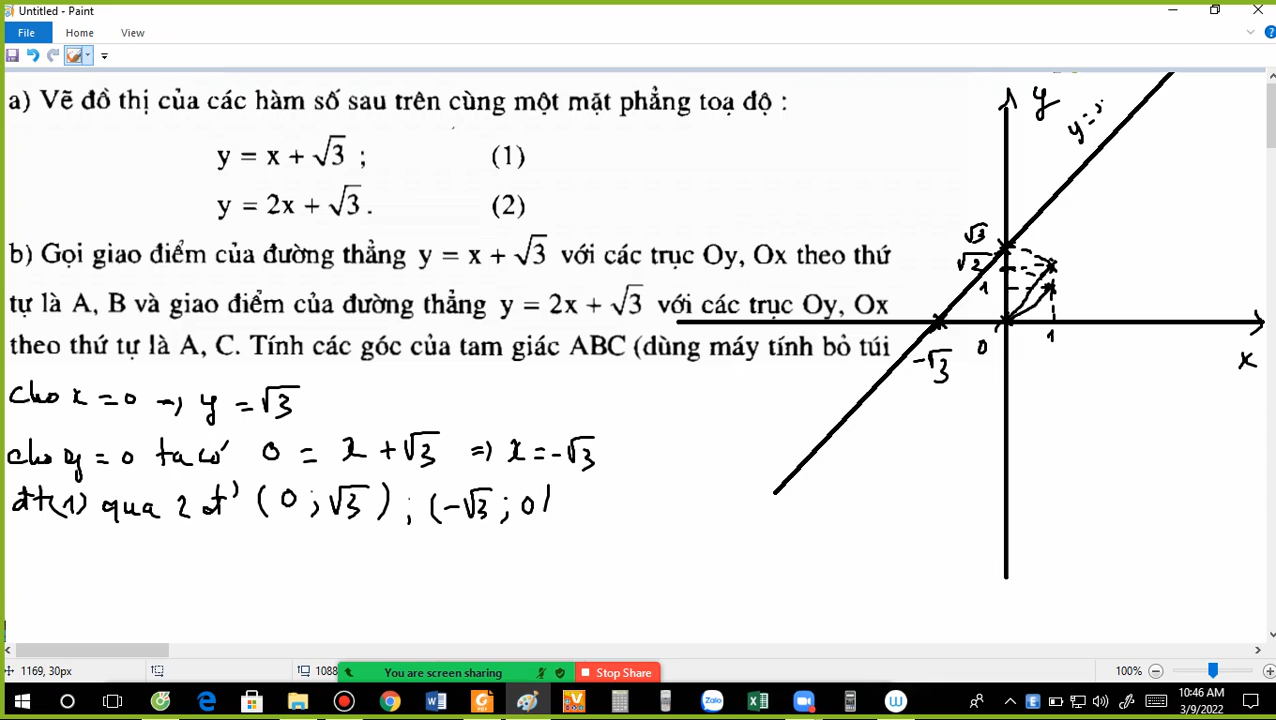 Untitled - Paint
File Home View
a) Vẽ đồ thị của các hàm số sau trên cùng một mặt phẳng toạ độ :
y = x + √3 ; (1)
y = 2x + √3. (2)
b) Gọi giao điểm của đường thẳng y = x + √3 với các trục Oy, Ox theo thứ
tự là A, B và giao điểm của đường thẳng y = 2x + √3 với các trục Oy, Ox
theo thứ tự là A, C. Tính các góc của tam giác ABC (dùng máy tính bỏ túi
cho x = 0 => y = √3
cho y = 0 ta có 0 = x + √3 => x = -√3
đt(1) qua 2 đ' (0 ; √3) ; (-√3 ; 0)
y
y =
√3
√2
1
-√3
0
1
x
1169, 30px
1088
You are screen sharing
Stop Share
100%
Zalo
10:46 AM
3/9/2022